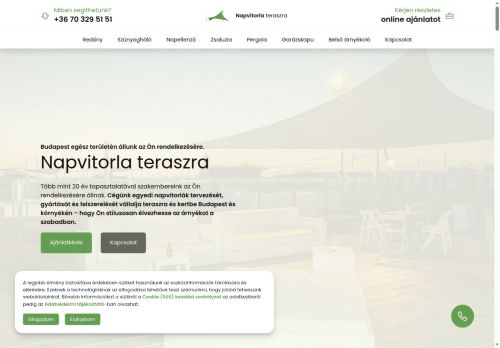 Miben segíthetünk?
+36 70 329 51 51
Napvitorla teraszra
Kérjen részletes
online ajánlatot
Redőny
Szúnyogháló
Napellenző
Zsaluzia
Pergola
Garázskapu
Belső árnyékoló
Kapcsolat
Budapest egész területén állunk az Ön rendelkezésére.
Napvitorla teraszra
Több mint 20 év tapasztalatával szakembereink az Ön
rendelkezésére állnak. Cégünk egyedi napvitorlák tervezését,
gyártását és felszerelését vállalja teraszra és kertbe Budapest és
környékén – hogy Ön stílusosan élvezhesse az árnyékot a
szabadban.
Ajánlatkérés
Kapcsolat
A legjobb élmény biztosítása érdekében sütiket használunk az eszközinformációk tárolására és
elérésére. Ezeknek a technológiáknak az elfogadása lehetővé teszi számunkra, hogy jobbá tehessünk
weboldalainkat. Bővebb információkat a sütikről a Cookie (Süti) kezelési szabályzat az adatkezelésről
pedig az Adatvédelmi tájékoztató -ban olvashat.
Elfogadom
Elutasítom